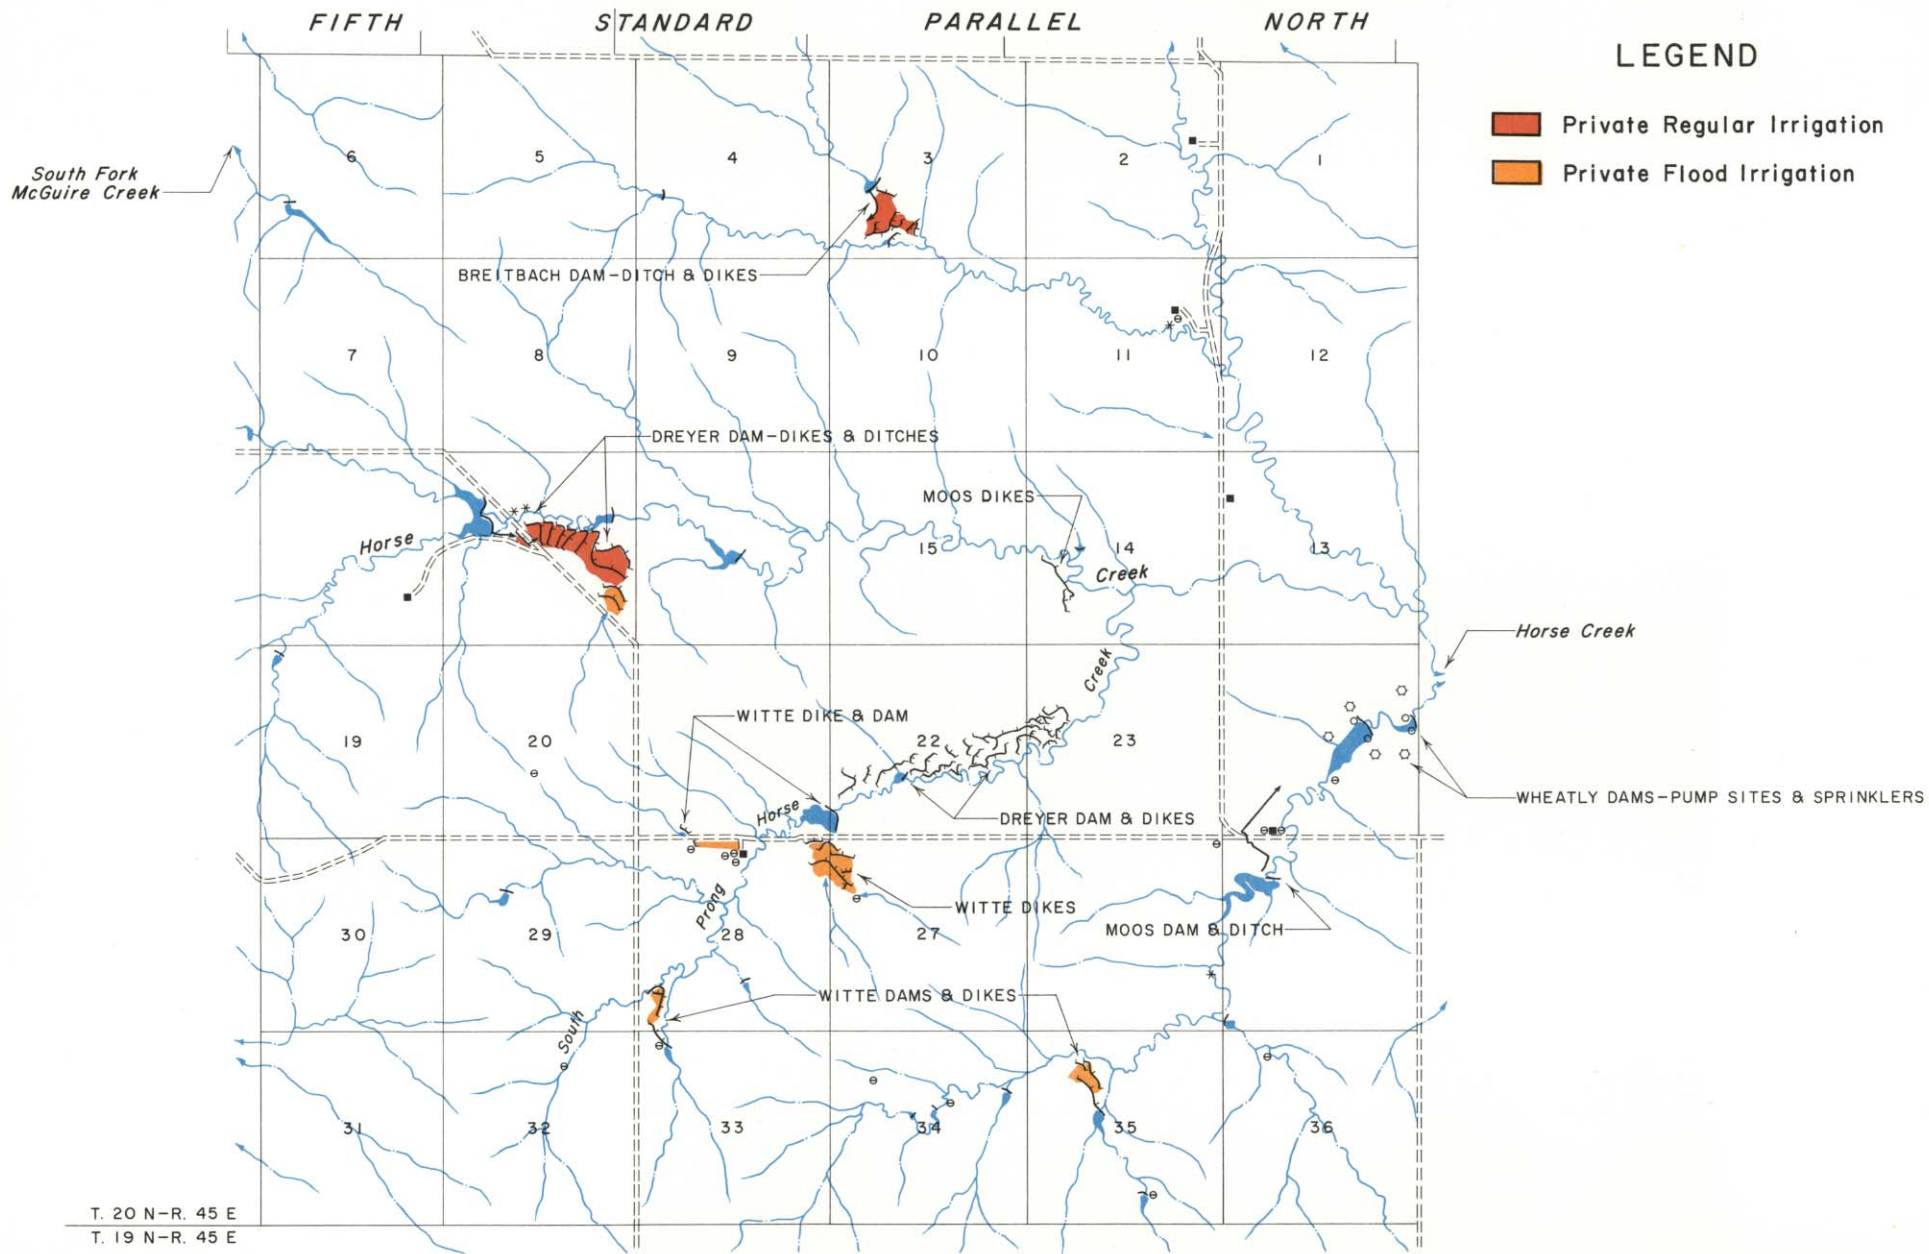 FIFTH STANDARD PARALLEL NORTH
LEGEND
Private Regular Irrigation
Private Flood Irrigation
South Fork
McGuire Creek
6 5 4 3 2 1
BREITBACH DAM-DITCH & DIKES
7 8 9 10 11 12
DREYER DAM-DIKES & DITCHES
MOOS DIKES
Horse
15 14 13
Creek
Horse Creek
Creek
WITTE DIKE & DAM
19 20 22 23
WHEATLY DAMS-PUMP SITES & SPRINKLERS
Horse
DREYER DAM & DIKES
Prong
WITTE DIKES
MOOS DAM & DITCH
30 29 28 27
WITTE DAMS & DIKES
South
31 32 33 34 35 36
T. 20 N-R. 45 E
T. 19 N-R. 45 E